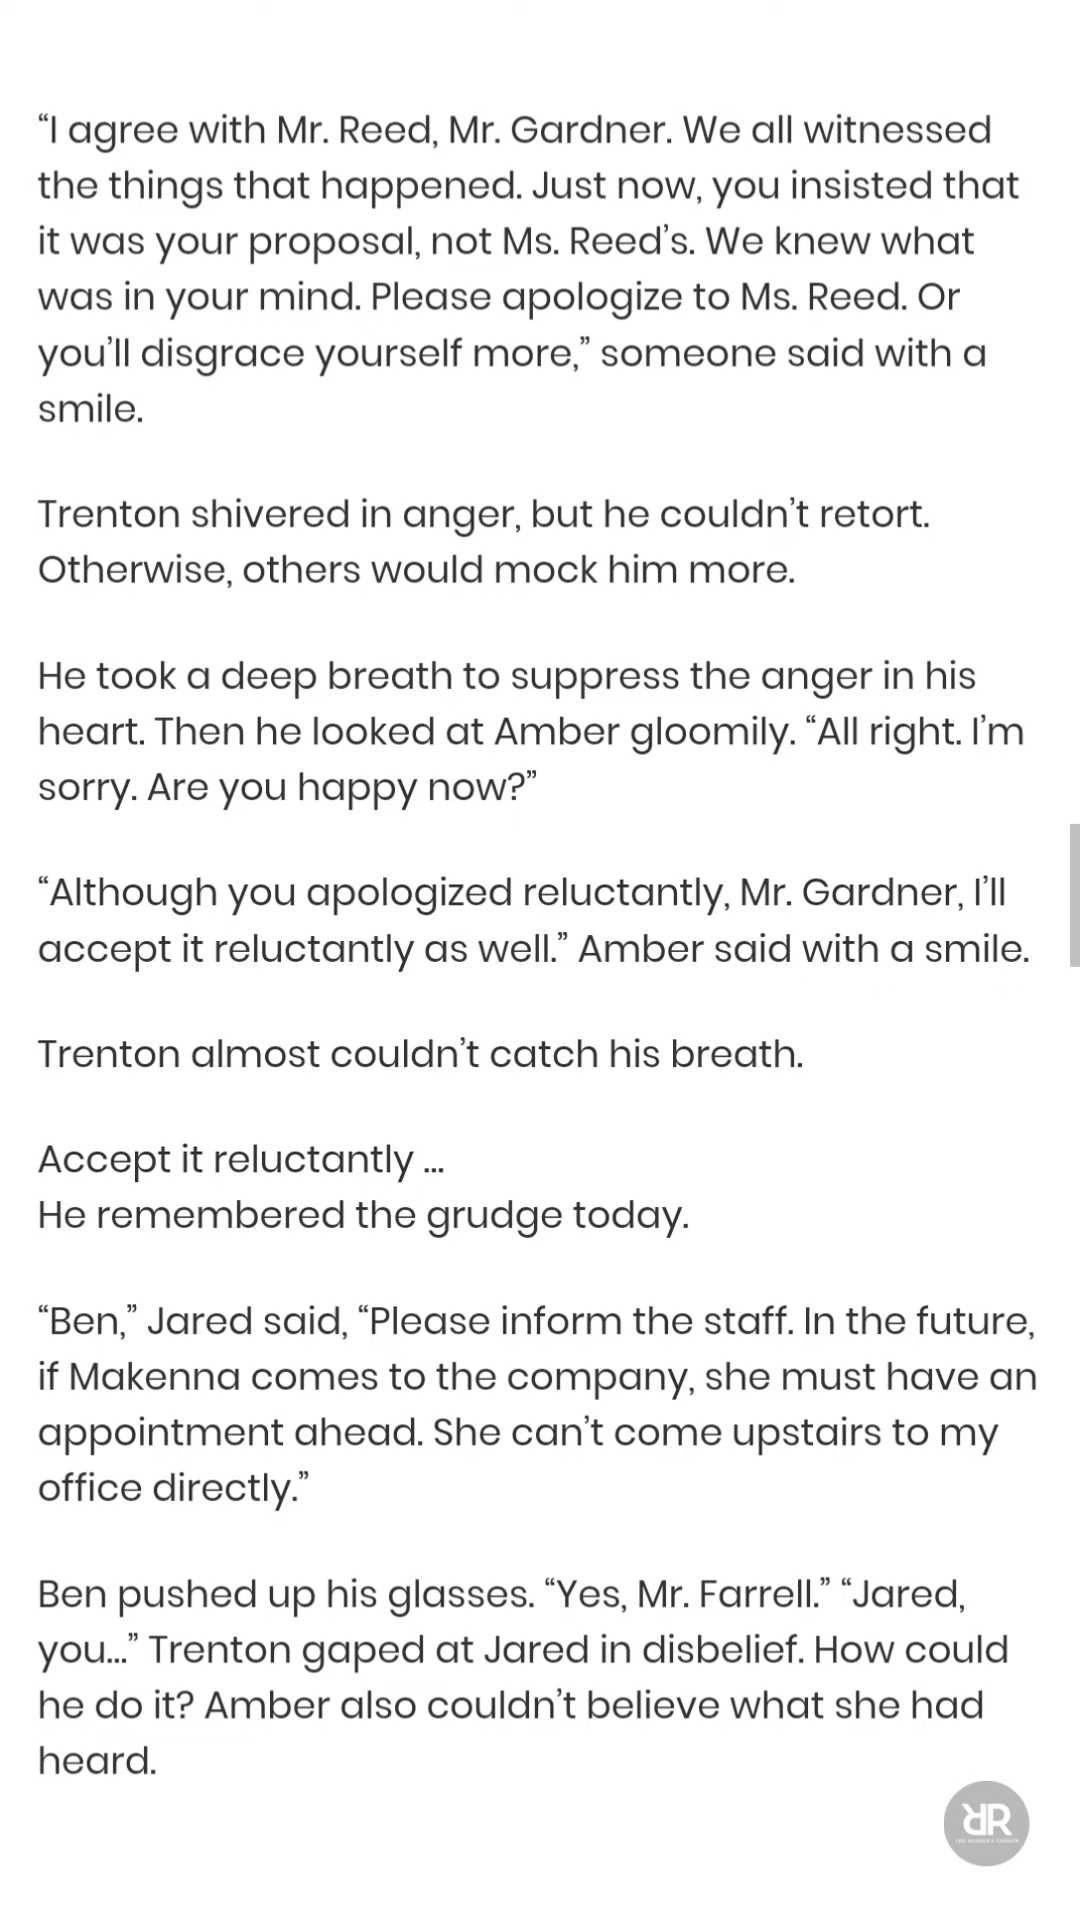 “I agree with Mr. Reed, Mr. Gardner. We all witnessed
the things that happened. Just now, you insisted that
it was your proposal, not Ms. Reed’s. We knew what
was in your mind. Please apologize to Ms. Reed. Or
you’ll disgrace yourself more,” someone said with a
smile.
Trenton shivered in anger, but he couldn’t retort.
Otherwise, others would mock him more.
He took a deep breath to suppress the anger in his
heart. Then he looked at Amber gloomily. “All right. I’m
sorry. Are you happy now?”
“Although you apologized reluctantly, Mr. Gardner, I’ll
accept it reluctantly as well.” Amber said with a smile.
Trenton almost couldn’t catch his breath.
Accept it reluctantly ...
He remembered the grudge today.
“Ben,” Jared said, “Please inform the staff. In the future,
if Makenna comes to the company, she must have an
appointment ahead. She can’t come upstairs to my
office directly.”
Ben pushed up his glasses. “Yes, Mr. Farrell.” “Jared,
you...” Trenton gaped at Jared in disbelief. How could
he do it? Amber also couldn’t believe what she had
heard.
RR